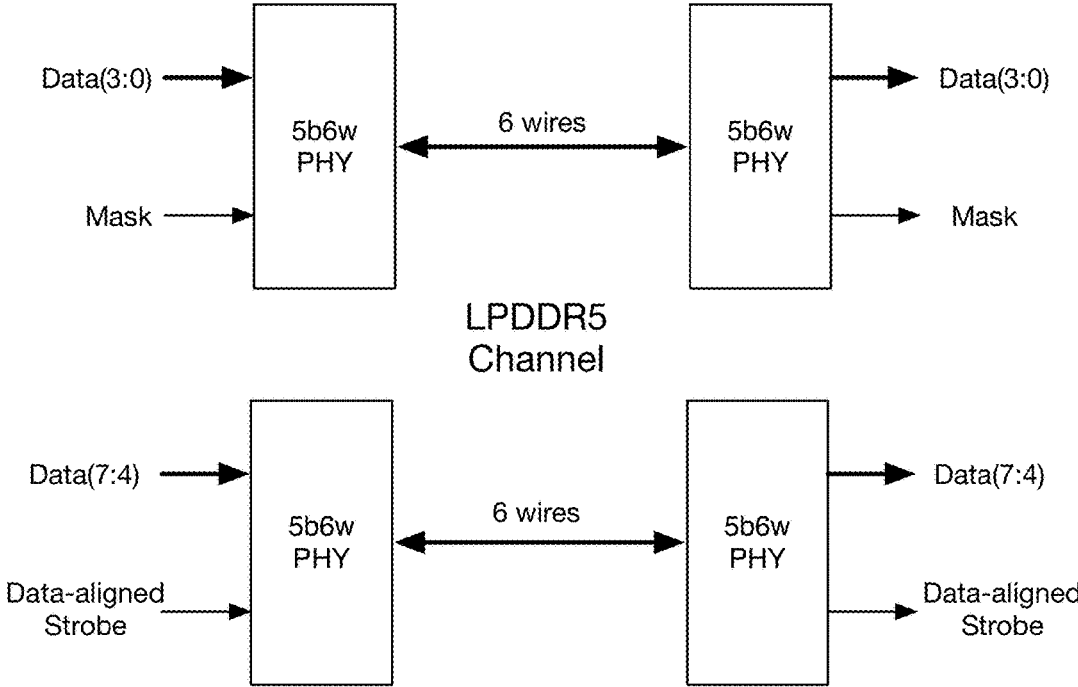 Data(3:0)
5b6w
PHY
6 wires
5b6w
PHY
Data(3:0)
Mask
Mask
LPDDR5
Channel
Data(7:4)
5b6w
PHY
6 wires
5b6w
PHY
Data(7:4)
Data-aligned
Strobe
Data-aligned
Strobe